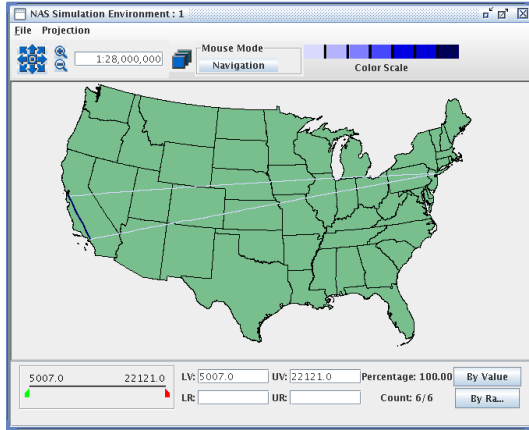 NAS Simulation Environment : 1
File Projection
1:28,000,000
Mouse Mode
Navigation
Color Scale
5007.0 22121.0
LV: 5007.0 UV: 22121.0 Percentage: 100.00 By Value
LR: UR: Count: 6/6 By Ra...